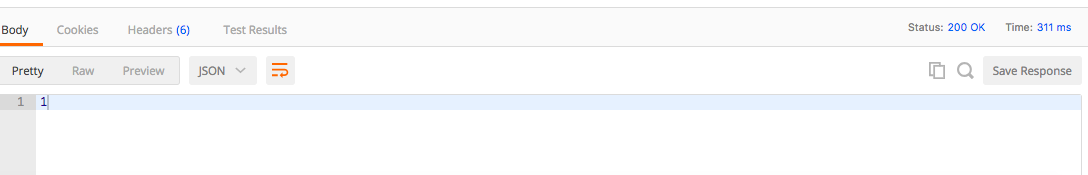 Body Cookies Headers (6) Test Results Status: 200 OK Time: 311 ms
Pretty Raw Preview JSON Save Response
1 1